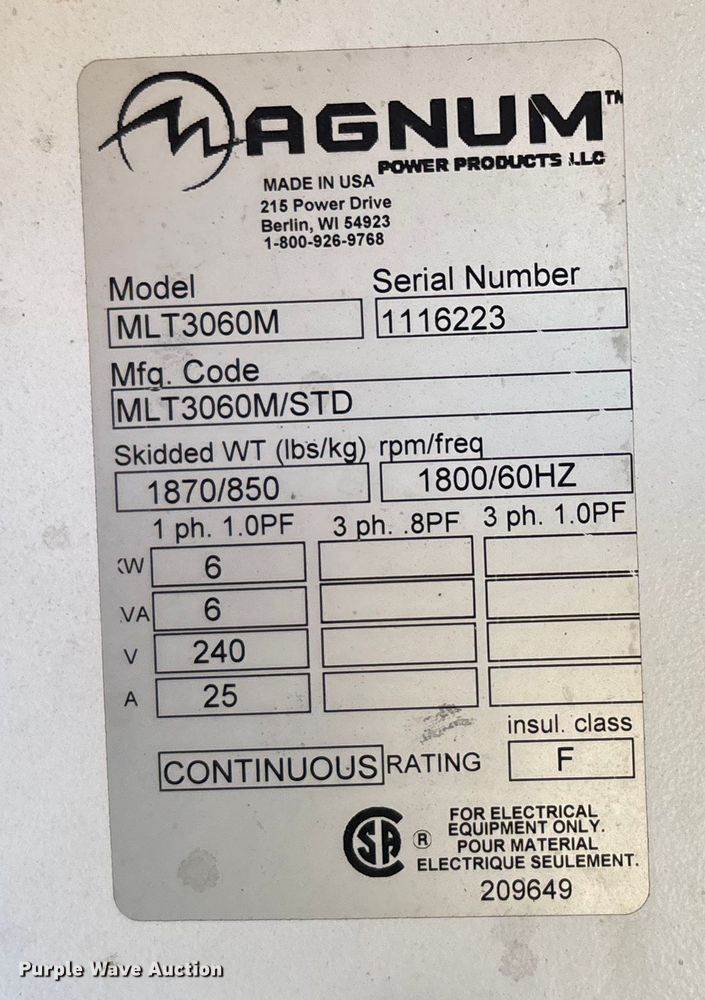 MAGNUM™
POWER PRODUCTS LLC
MADE IN USA
215 Power Drive
Berlin, WI 54923
1-800-926-9768
Model Serial Number
MLT3060M 1116223
Mfg. Code
MLT3060M/STD
Skidded WT (lbs/kg) rpm/freq
1870/850 1800/60HZ
1 ph. 1.0PF 3 ph. .8PF 3 ph. 1.0PF
KW 6
VA 6
V 240
A 25
insul. class
CONTINUOUS RATING F
SA ® FOR ELECTRICAL
EQUIPMENT ONLY.
POUR MATERIAL
ELECTRIQUE SEULEMENT.
209649
Purple Wave Auction